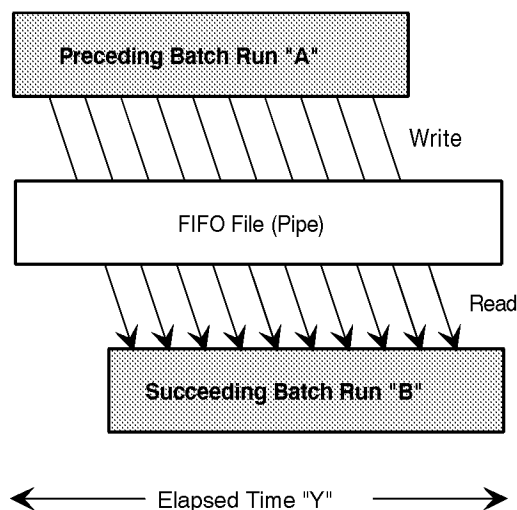 Preceding Batch Run "A"
Write
FIFO File (Pipe)
Read
Succeeding Batch Run "B"
Elapsed Time "Y"